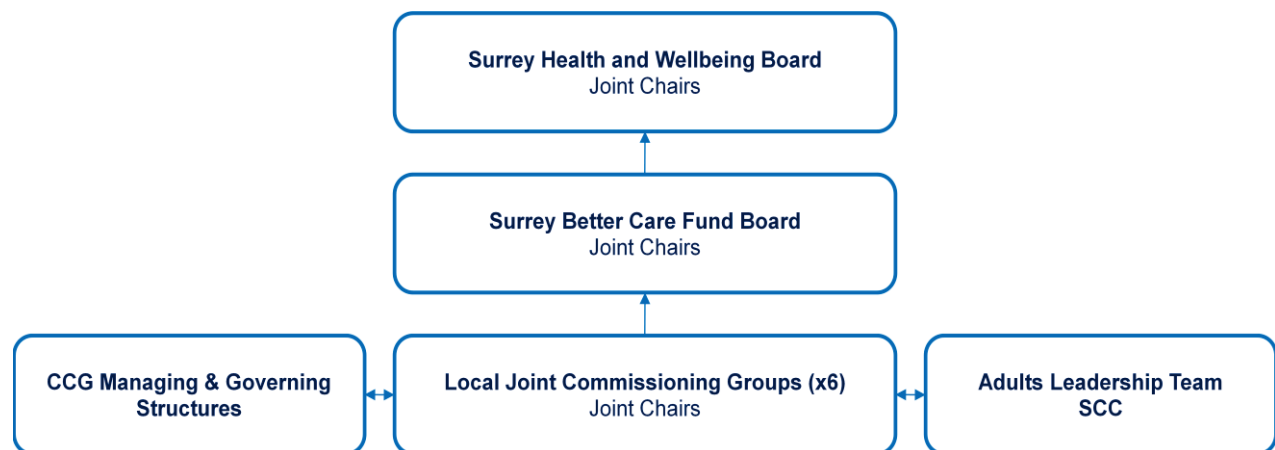 Surrey Health and Wellbeing Board
Joint Chairs
Surrey Better Care Fund Board
Joint Chairs
CCG Managing & Governing
Structures
Local Joint Commissioning Groups (x6)
Joint Chairs
Adults Leadership Team
SCC